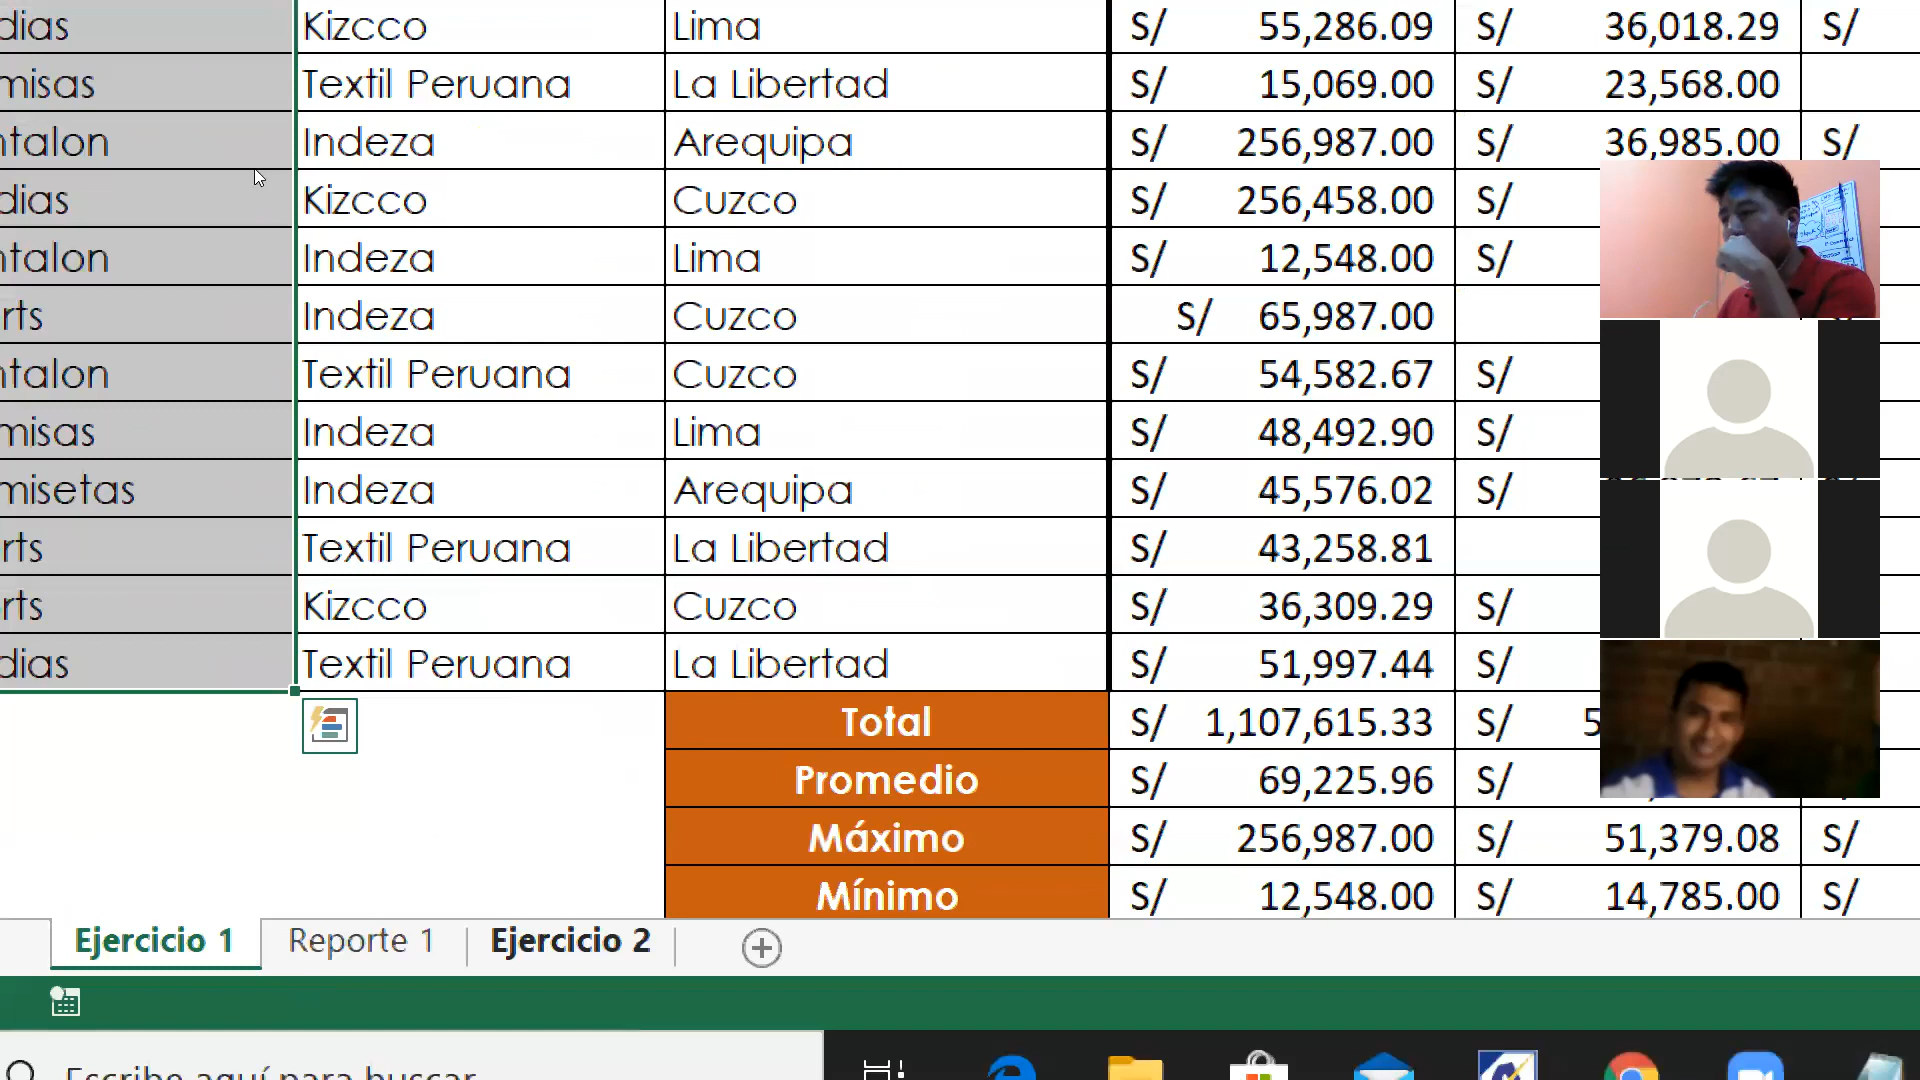 dias Kizcco Lima S/ 55,286.09 S/ 36,018.29 S/
misas Textil Peruana La Libertad S/ 15,069.00 S/ 23,568.00
ntalon Indeza Arequipa S/ 256,987.00 S/ 36,985.00 S/
dias Kizcco Cuzco S/ 256,458.00 S/
ntalon Indeza Lima S/ 12,548.00 S/
rts Indeza Cuzco S/ 65,987.00
ntalon Textil Peruana Cuzco S/ 54,582.67 S/
misas Indeza Lima S/ 48,492.90 S/
misetas Indeza Arequipa S/ 45,576.02 S/
rts Textil Peruana La Libertad S/ 43,258.81
rts Kizcco Cuzco S/ 36,309.29 S/
dias Textil Peruana La Libertad S/ 51,997.44 S/
Total S/ 1,107,615.33 S/ 5
Promedio S/ 69,225.96 S/
Máximo S/ 256,987.00 S/ 51,379.08 S/
Mínimo S/ 12,548.00 S/ 14,785.00 S/
Ejercicio 1 Reporte 1 Ejercicio 2
Escribe aquí para buscar